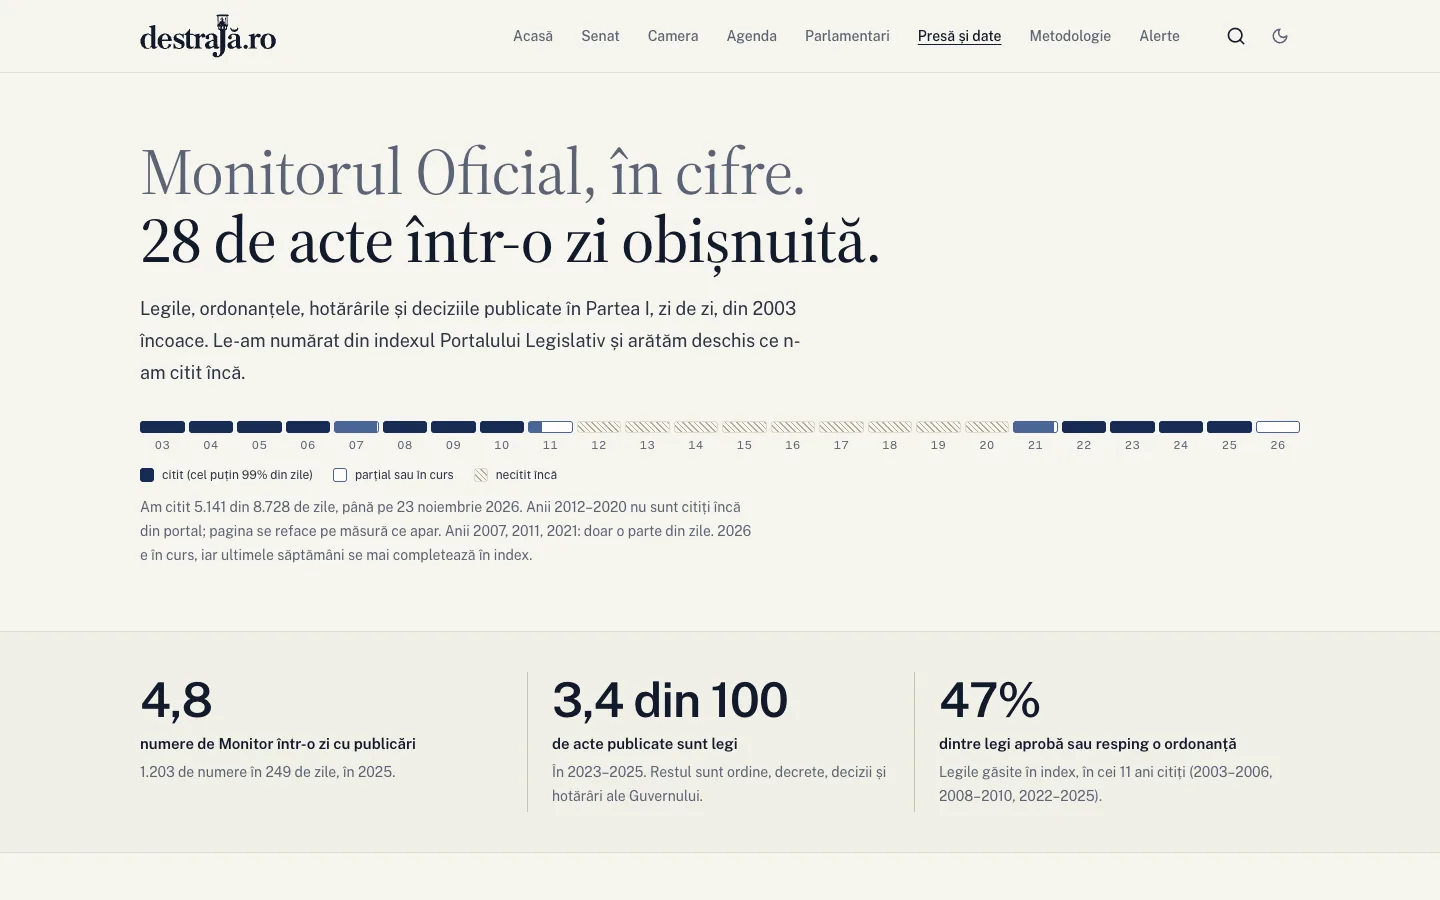 destrajă.ro
Acasă Senat Camera Agenda Parlamentari Presă și date Metodologie Alerte
Monitorul Oficial, în cifre.
28 de acte într-o zi obișnuită.
Legile, ordonanțele, hotărârile și deciziile publicate în Partea I, zi de zi, din 2003
încoace. Le-am numărat din indexul Portalului Legislativ și arătăm deschis ce n-
am citit încă.
03 04 05 06 07 08 09 10 11 12 13 14 15 16 17 18 19 20 21 22 23 24 25 26
citit (cel puțin 99% din zile) parțial sau în curs necitit încă
Am citit 5.141 din 8.728 de zile, până pe 23 noiembrie 2026. Anii 2012–2020 nu sunt citiți încă
din portal; pagina se reface pe măsură ce apar. Anii 2007, 2011, 2021: doar o parte din zile. 2026
e în curs, iar ultimele săptămâni se mai completează în index.
4,8
numere de Monitor într-o zi cu publicări
1.203 de numere în 249 de zile, în 2025.
3,4 din 100
de acte publicate sunt legi
În 2023–2025. Restul sunt ordine, decrete, decizii și
hotărâri ale Guvernului.
47%
dintre legi aprobă sau resping o ordonanță
Legile găsite în index, în cei 11 ani citiți (2003–2006,
2008–2010, 2022–2025).